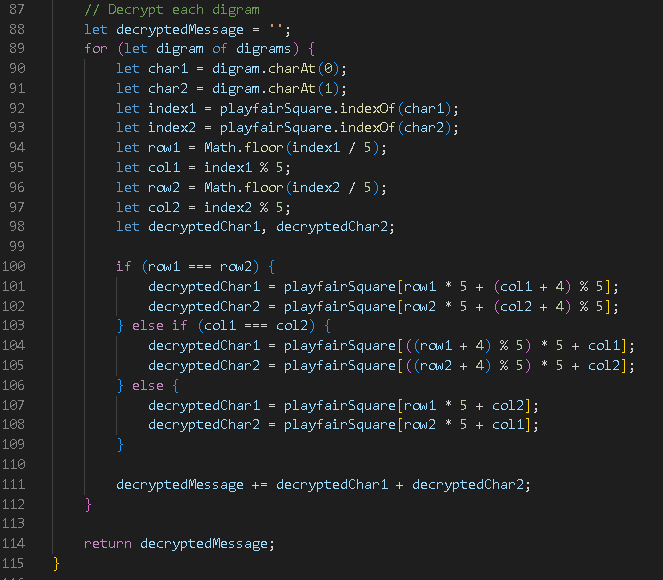 87 // Decrypt each digram
88 let decryptedMessage = '';
89 for (let digram of digrams) {
90 let char1 = digram.charAt(0);
91 let char2 = digram.charAt(1);
92 let index1 = playfairSquare.indexOf(char1);
93 let index2 = playfairSquare.indexOf(char2);
94 let row1 = Math.floor(index1 / 5);
95 let col1 = index1 % 5;
96 let row2 = Math.floor(index2 / 5);
97 let col2 = index2 % 5;
98 let decryptedChar1, decryptedChar2;
99
100 if (row1 === row2) {
101 decryptedChar1 = playfairSquare[row1 * 5 + (col1 + 4) % 5];
102 decryptedChar2 = playfairSquare[row2 * 5 + (col2 + 4) % 5];
103 } else if (col1 === col2) {
104 decryptedChar1 = playfairSquare[((row1 + 4) % 5) * 5 + col1];
105 decryptedChar2 = playfairSquare[((row2 + 4) % 5) * 5 + col2];
106 } else {
107 decryptedChar1 = playfairSquare[row1 * 5 + col2];
108 decryptedChar2 = playfairSquare[row2 * 5 + col1];
109 }
110
111 decryptedMessage += decryptedChar1 + decryptedChar2;
112 }
113
114 return decryptedMessage;
115 }